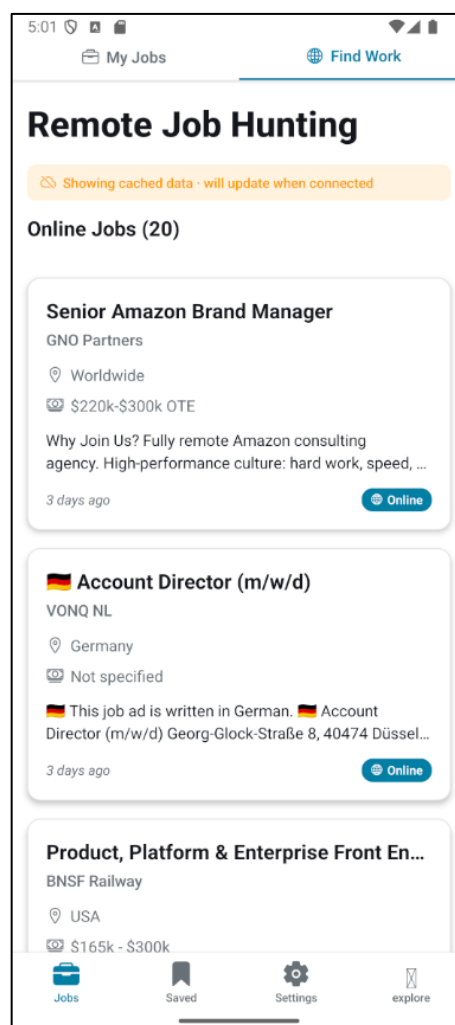 5:01
My Jobs
Find Work
Remote Job Hunting
Showing cached data · will update when connected
Online Jobs (20)
Senior Amazon Brand Manager
GNO Partners
Worldwide
$220k-$300k OTE
Why Join Us? Fully remote Amazon consulting
agency. High-performance culture: hard work, speed, ...
3 days ago
Online
🇩🇪 Account Director (m/w/d)
VONQ NL
Germany
Not specified
🇩🇪 This job ad is written in German. 🇩🇪 Account
Director (m/w/d) Georg-Glock-Straße 8, 40474 Düssel...
3 days ago
Online
Product, Platform & Enterprise Front En...
BNSF Railway
USA
$165k - $300k
Jobs
Saved
Settings
explore